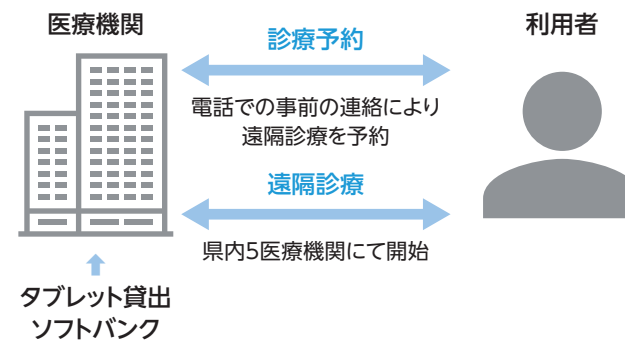 医療機関
利用者
診療予約
電話での事前の連絡により
遠隔診療を予約
遠隔診療
県内5医療機関にて開始
タブレット貸出
ソフトバンク